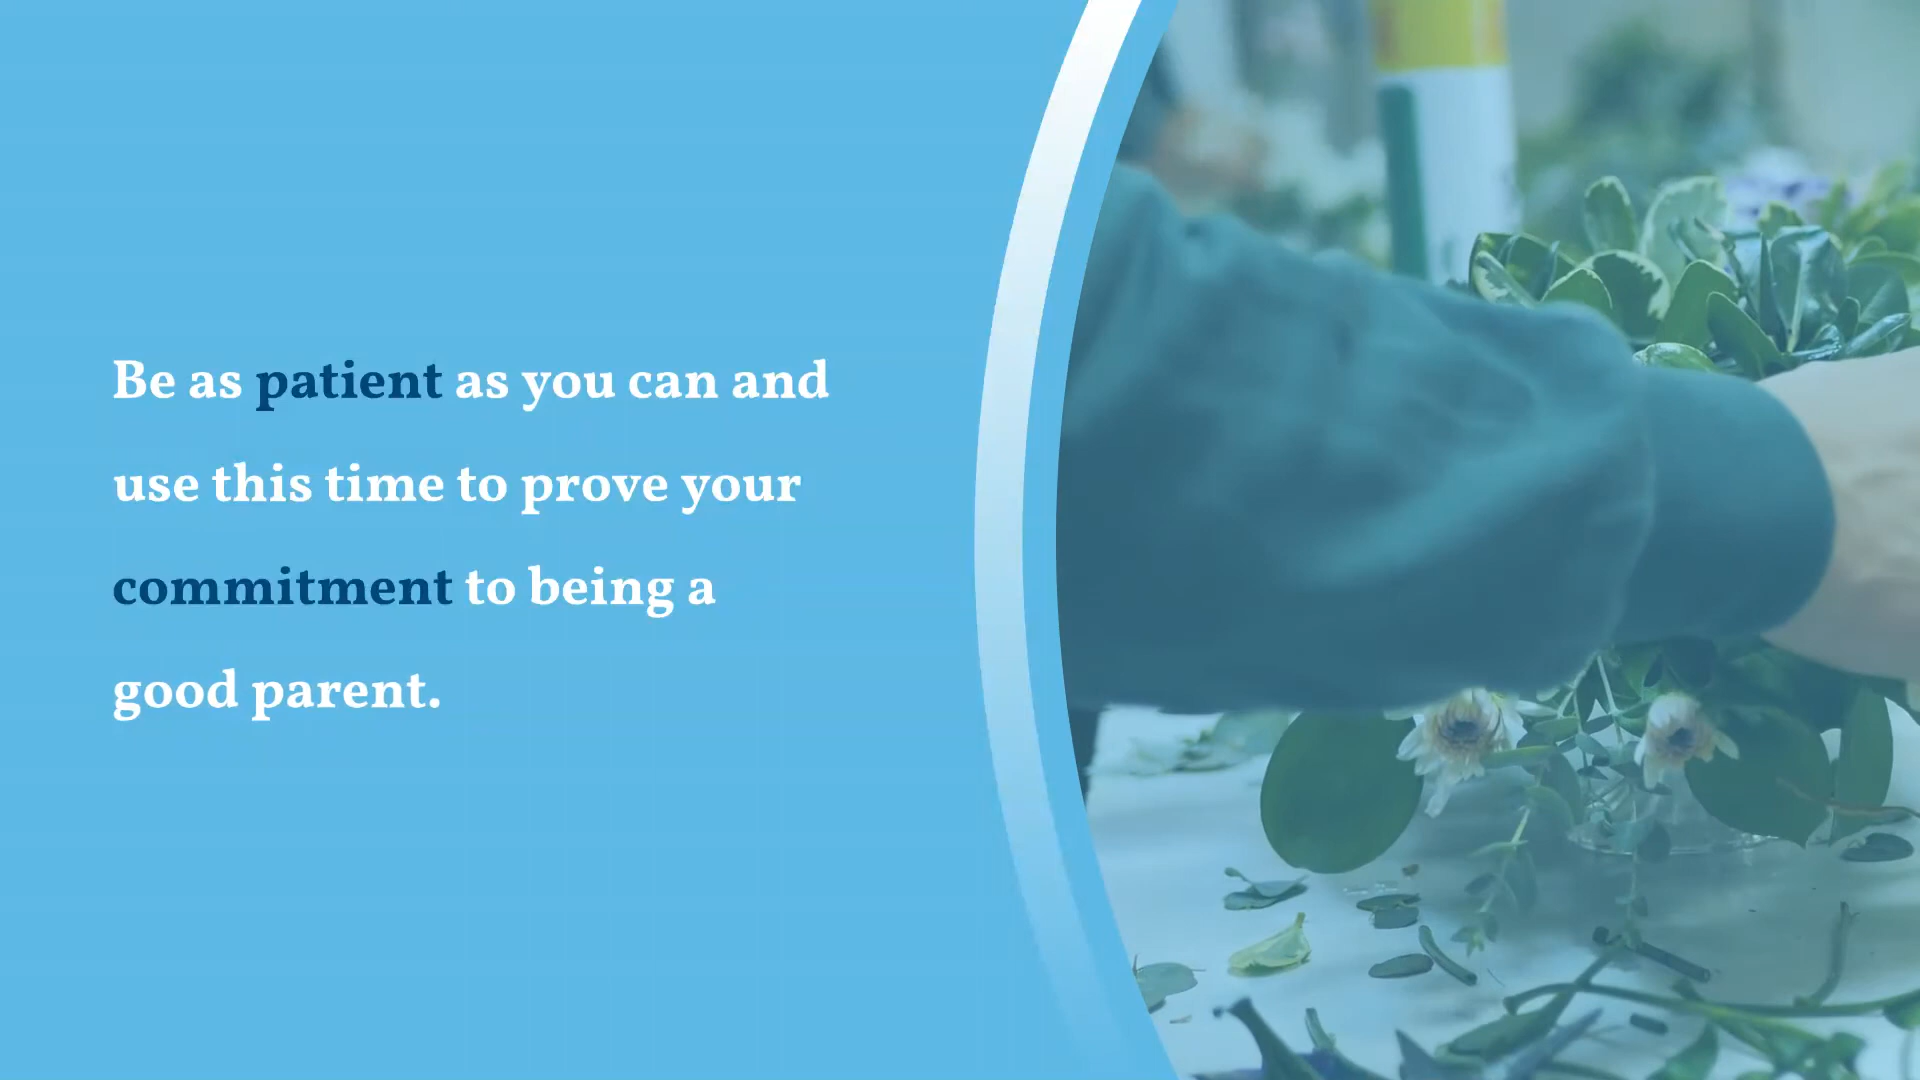 Be as patient as you can and
use this time to prove your
commitment to being a
good parent.